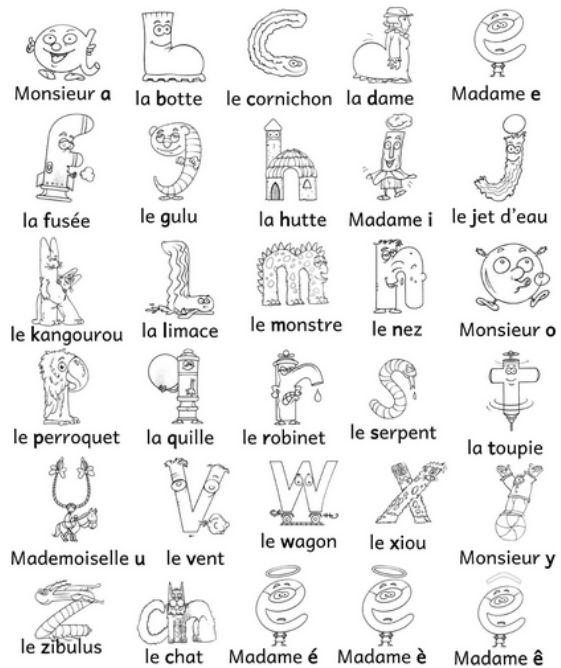 Monsieur a
la botte
le cornichon
la dame
Madame e
la fusée
le gulu
la hutte
Madame i
le jet d'eau
le kangourou
la limace
le monstre
le nez
Monsieur o
le perroquet
la quille
le robinet
le serpent
la toupie
Mademoiselle u
le vent
le wagon
le xiou
Monsieur y
le zibulus
le chat
Madame é
Madame è
Madame ê